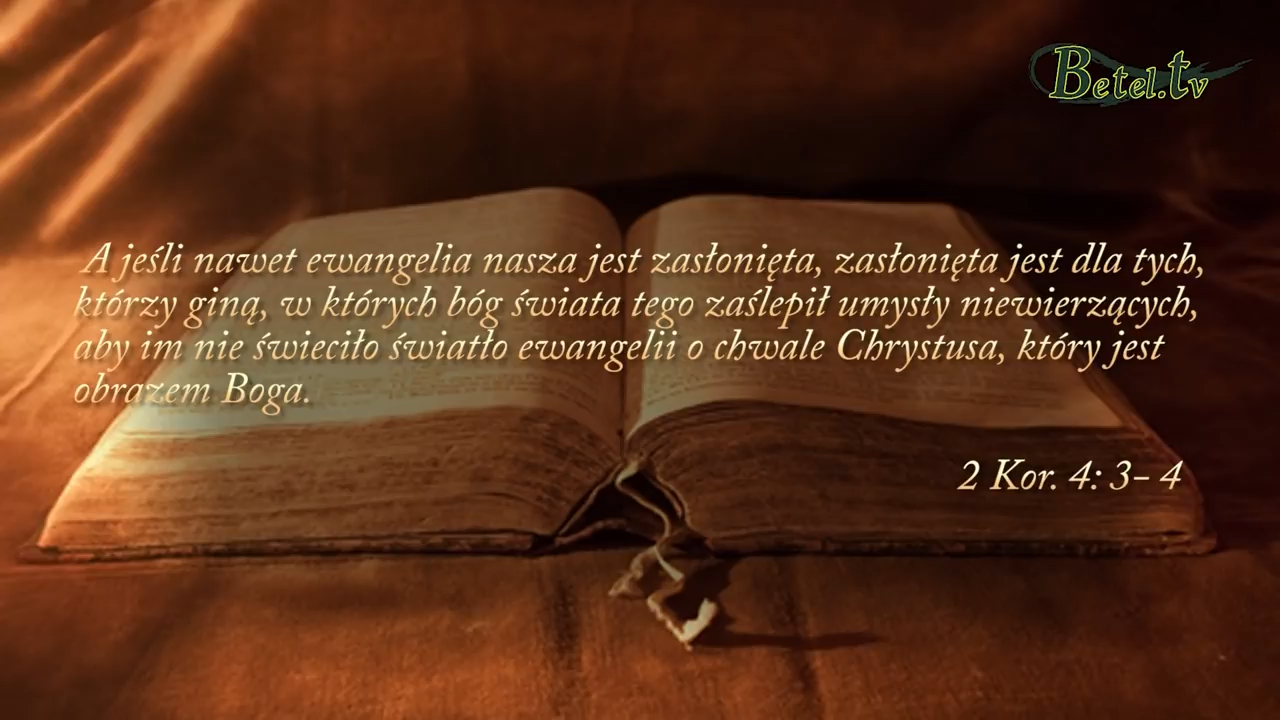 Betel.tv
A jeśli nawet ewangelia nasza jest zasłonięta, zasłonięta jest dla tych,
którzy giną, w których bóg świata tego zaślepił umysły niewierzących,
aby im nie świeciło światło ewangelii o chwale Chrystusa, który jest
obrazem Boga.
2 Kor. 4: 3- 4